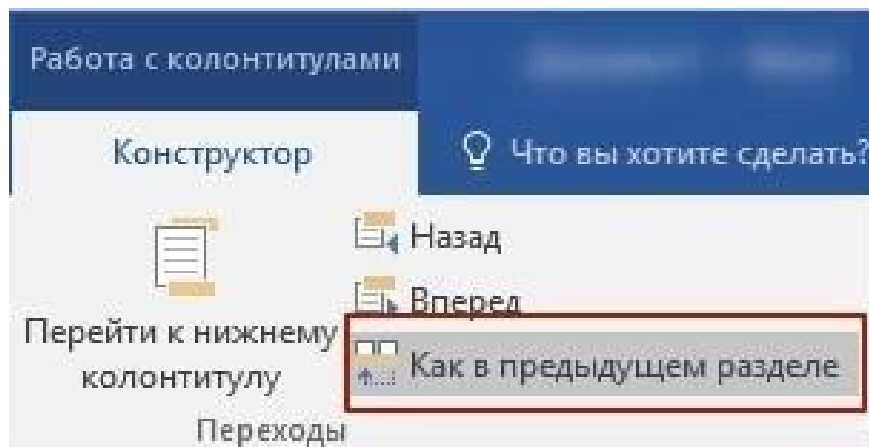 Работа с колонтитулами
Конструктор
Что вы хотите сделать?
Назад
Вперед
Перейти к нижнему
колонтитулу
Как в предыдущем разделе
Переходы